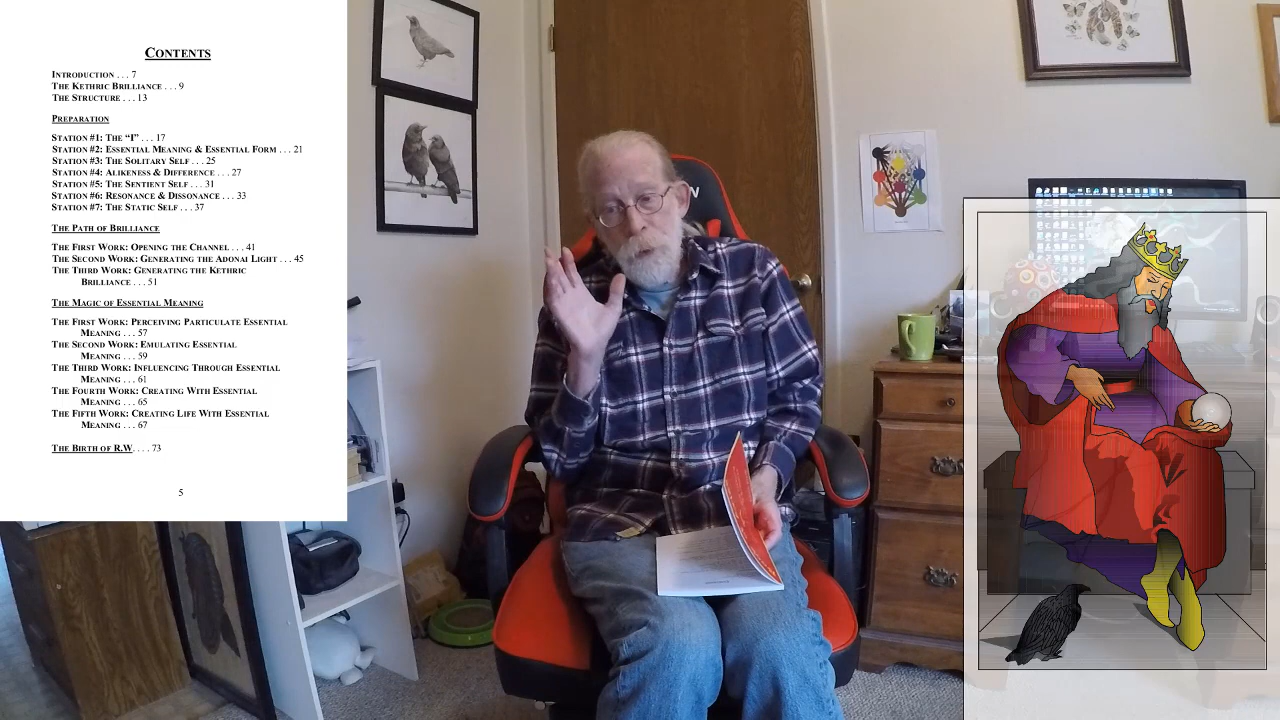 CONTENTS
INTRODUCTION . . . 7
THE KETHRIC BRILLIANCE . . . 9
THE STRUCTURE . . . 13
PREPARATION
STATION #1: THE “I” . . . 17
STATION #2: ESSENTIAL MEANING & ESSENTIAL FORM . . . 21
STATION #3: THE SOLITARY SELF . . . 25
STATION #4: ALIKENESS & DIFFERENCE . . . 27
STATION #5: THE SENTIENT SELF . . . 31
STATION #6: RESONANCE & DISSONANCE . . . 33
STATION #7: THE STATIC SELF . . . 37
THE PATH OF BRILLIANCE
THE FIRST WORK: OPENING THE CHANNEL . . . 41
THE SECOND WORK: GENERATING THE ADONAI LIGHT . . . 45
THE THIRD WORK: GENERATING THE KETHRIC
BRILLIANCE . . . 51
THE MAGIC OF ESSENTIAL MEANING
THE FIRST WORK: PERCEIVING PARTICULATE ESSENTIAL
MEANING . . . 57
THE SECOND WORK: EMULATING ESSENTIAL
MEANING . . . 59
THE THIRD WORK: INFLUENCING THROUGH ESSENTIAL
MEANING . . . 61
THE FOURTH WORK: CREATING WITH ESSENTIAL
MEANING . . . 65
THE FIFTH WORK: CREATING LIFE WITH ESSENTIAL
MEANING . . . 67
THE BIRTH OF R.W. . . . 73
5